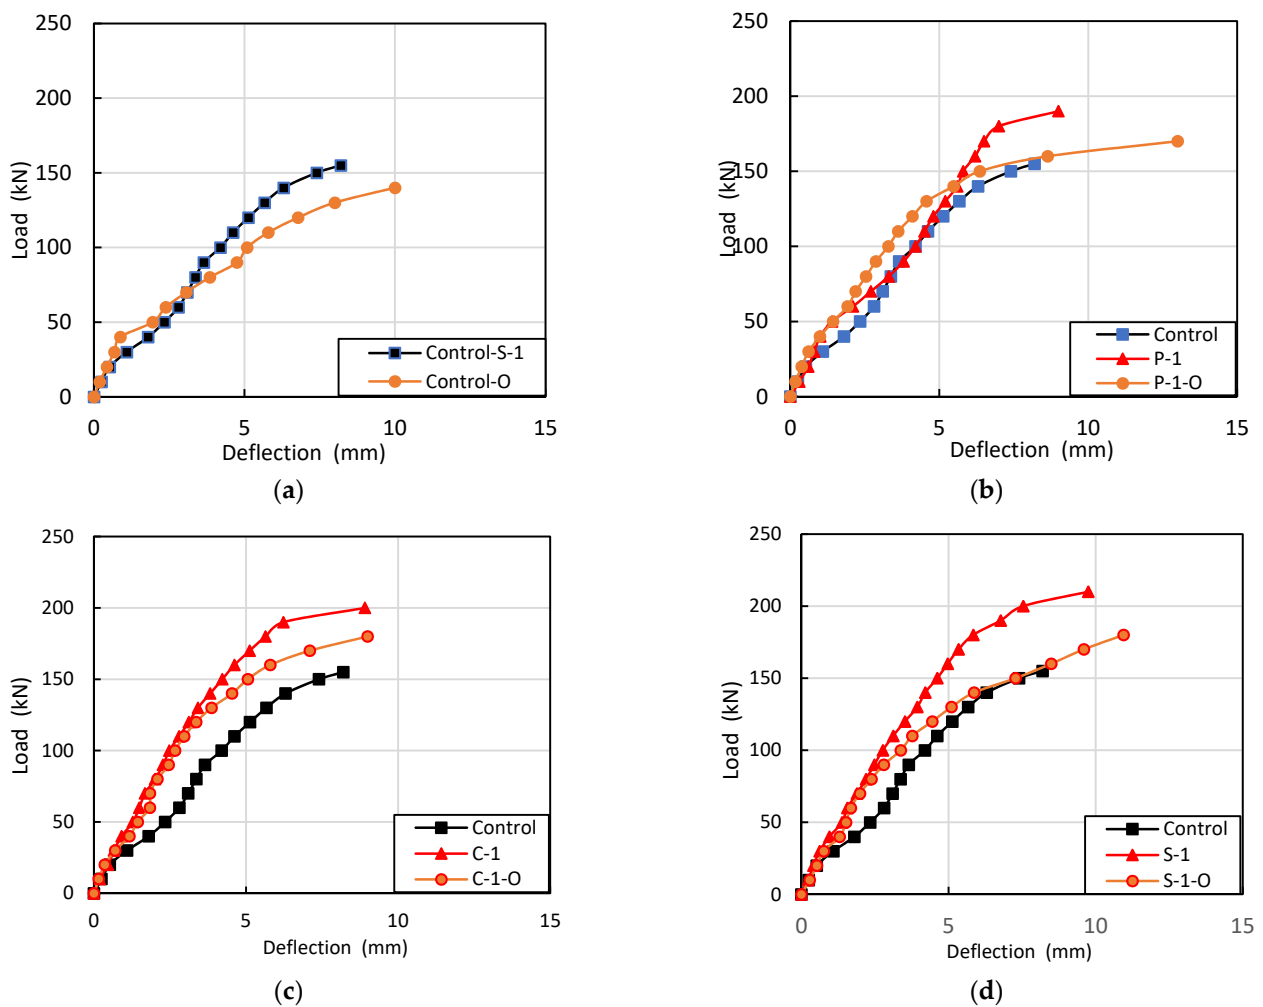 250
200
150
100
50
0
Load (kN)
0 5 10 15
Deflection (mm)
Control-S-1
Control-O
(a)
250
200
150
100
50
0
Load (kN)
0 5 10 15
Deflection (mm)
Control
P-1
P-1-O
(b)
250
200
150
100
50
0
Load (kN)
0 5 10 15
Deflection (mm)
Control
C-1
C-1-O
(c)
250
200
150
100
50
0
Load (kN)
0 5 10 15
Deflection (mm)
Control
S-1
S-1-O
(d)